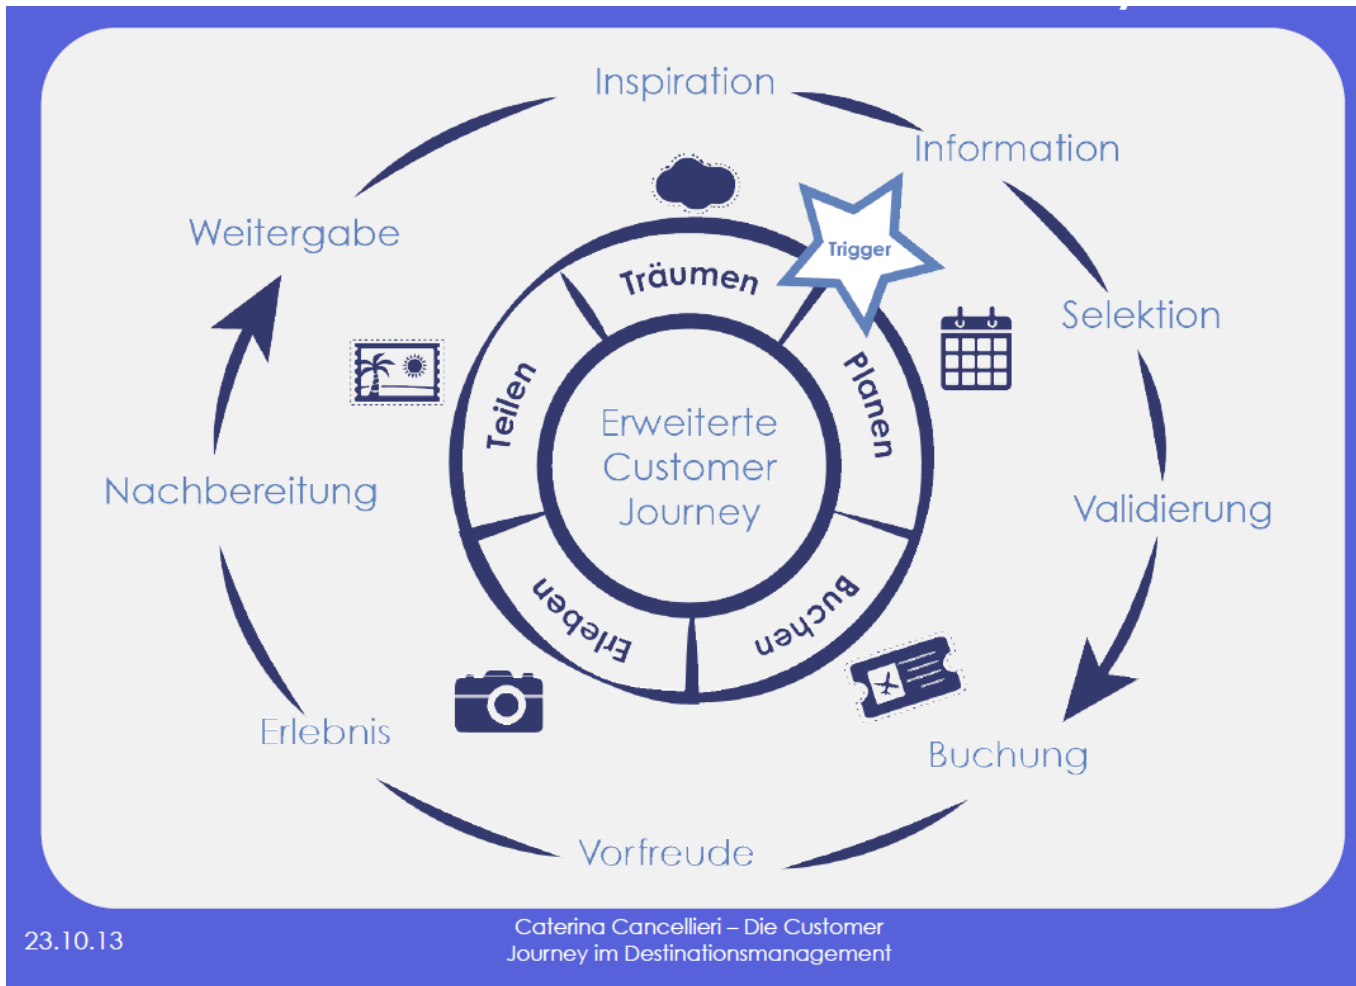 Inspiration
Information
Selektion
Validierung
Buchung
Vorfreude
Erlebnis
Nachbereitung
Weitergabe
Träumen
Trigger
Planen
Buchen
Erleben
Teilen
Erweiterte
Customer
Journey
23.10.13
Caterina Cancellieri – Die Customer
Journey im Destinationsmanagement